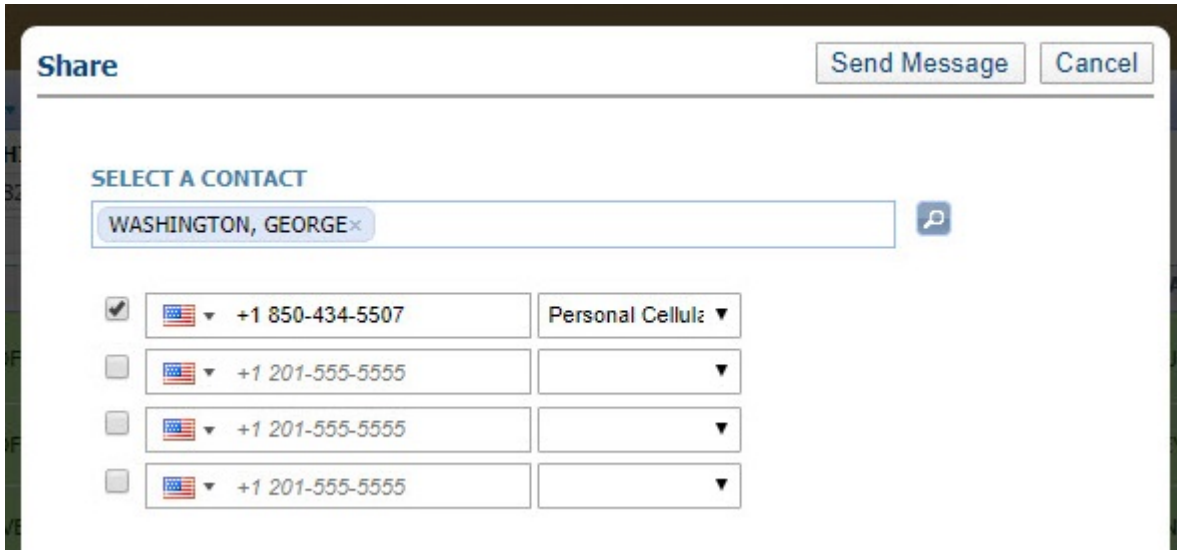 Share Send Message Cancel
SELECT A CONTACT
WASHINGTON, GEORGE×
+1 850-434-5507 Personal Cellula
+1 201-555-5555
+1 201-555-5555
+1 201-555-5555